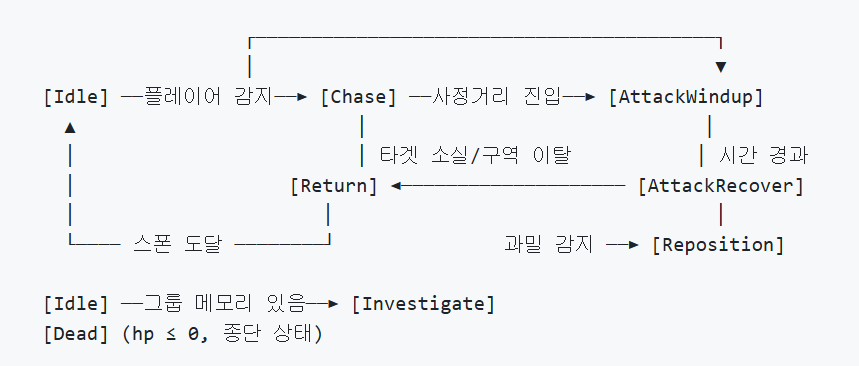 [Idle] ──플레이어 감지──► [Chase] ──사정거리 진입──► [AttackWindup]
타겟 소실/구역 이탈 시간 경과
[Return] ◄──────────────────── [AttackRecover]
스폰 도달 과밀 감지 ──► [Reposition]
[Idle] ──그룹 메모리 있음──► [Investigate]
[Dead] (hp ≤ 0, 종단 상태)